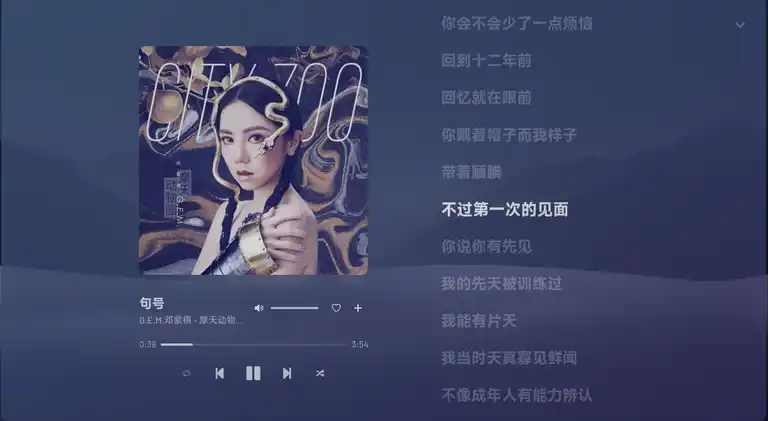 CITY ZOO
G.E.M.
句号
G.E.M.邓紫棋 - 摩天动物...
0:39
3:54
你会不会少了一点烦恼
回到十二年前
回忆就在眼前
你戴着帽子而我样子
带着腼腆
不过第一次的见面
你说你有先见
我的先天被训练过
我能有片天
我当时天真寡见鲜闻
不像成年人有能力辨认